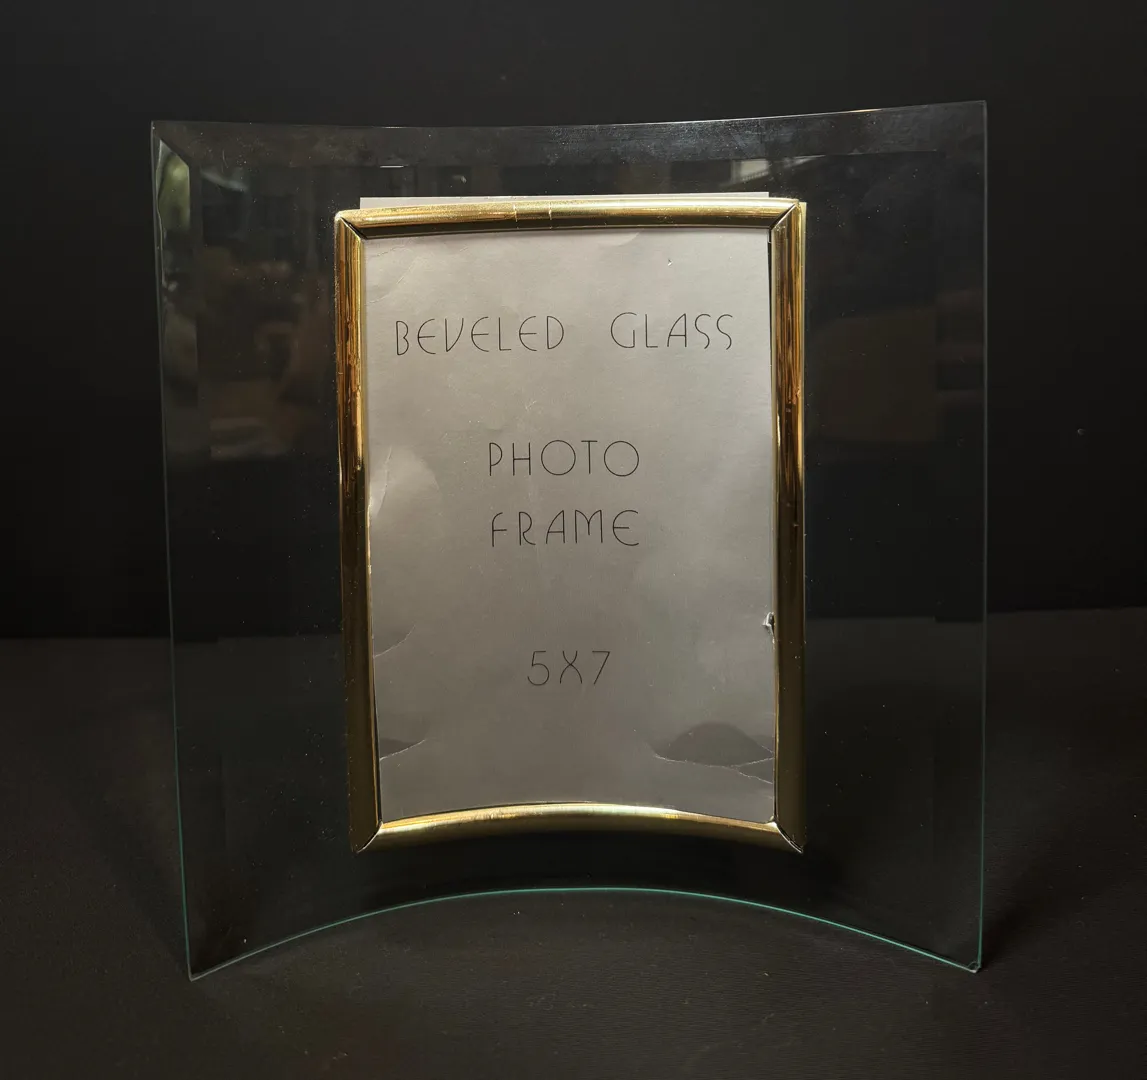 BEVELED GLASS
PHOTO
FRAME
5X7